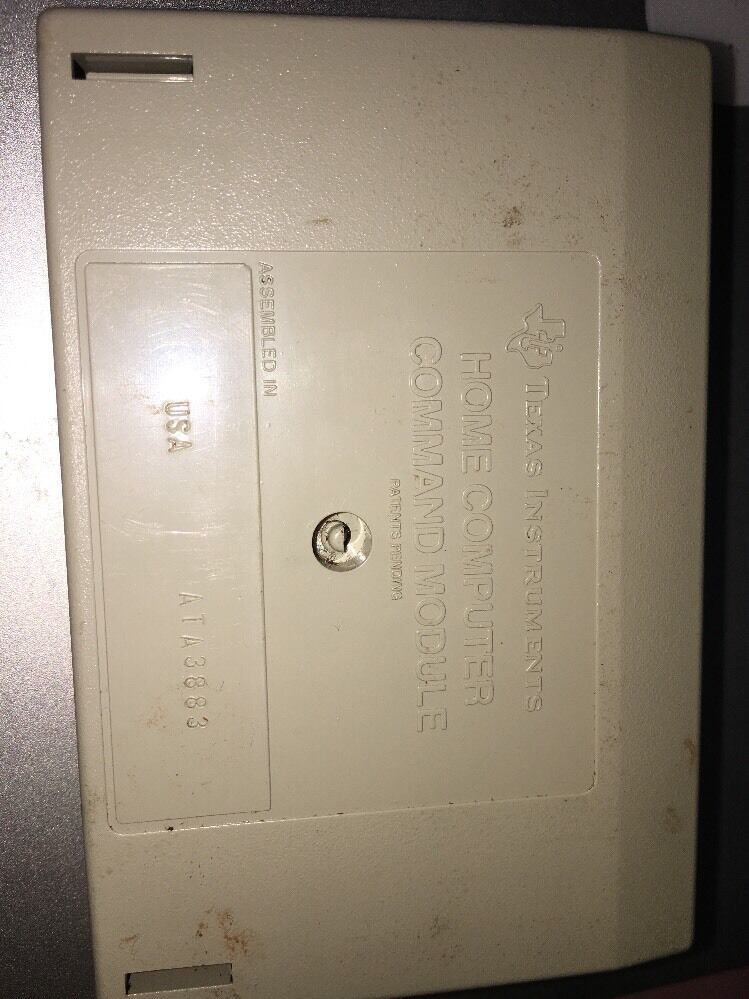 TEXAS INSTRUMENTS
HOME COMPUTER
COMMAND MODULE
PATENTS PENDING
ASSEMBLED IN
USA ATA3883